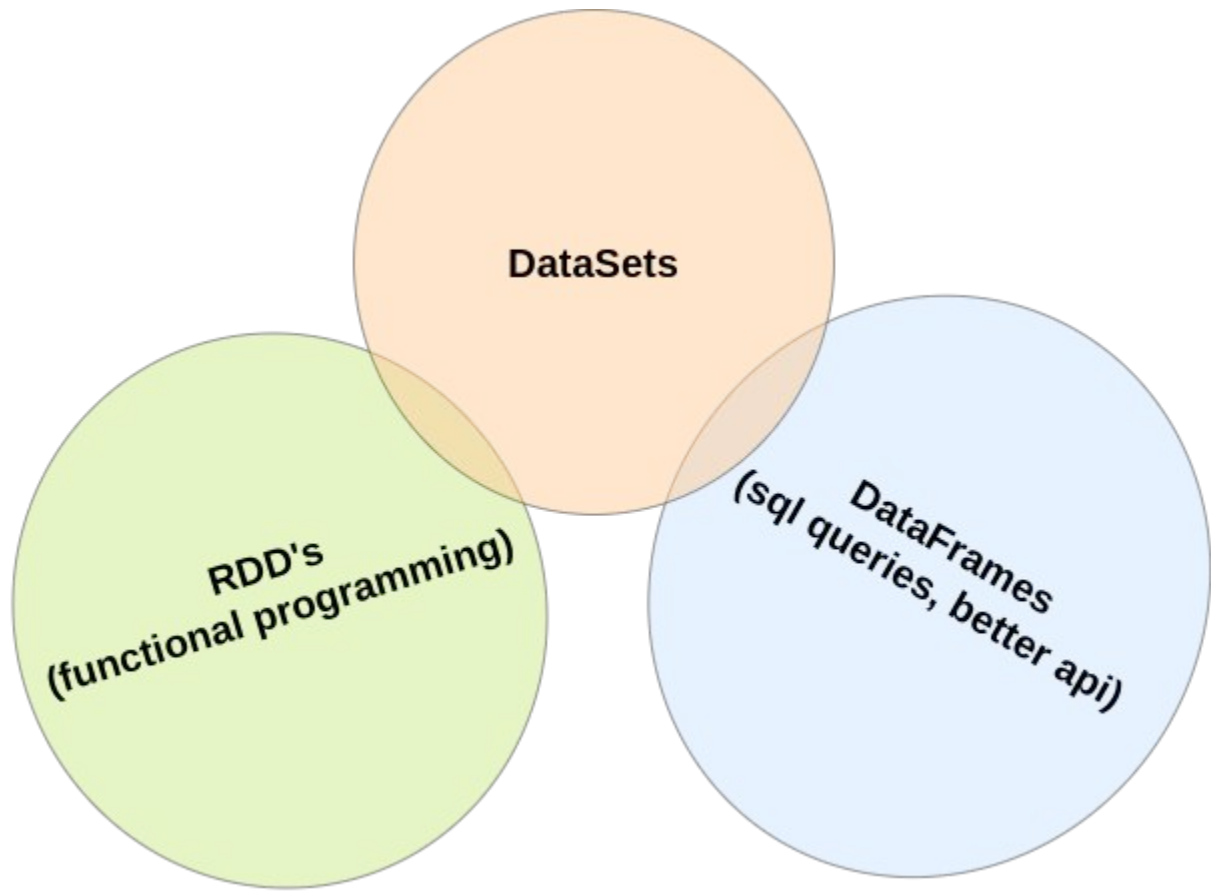 DataSets
RDD's
(functional programming)
DataFrames
(sql queries, better api)